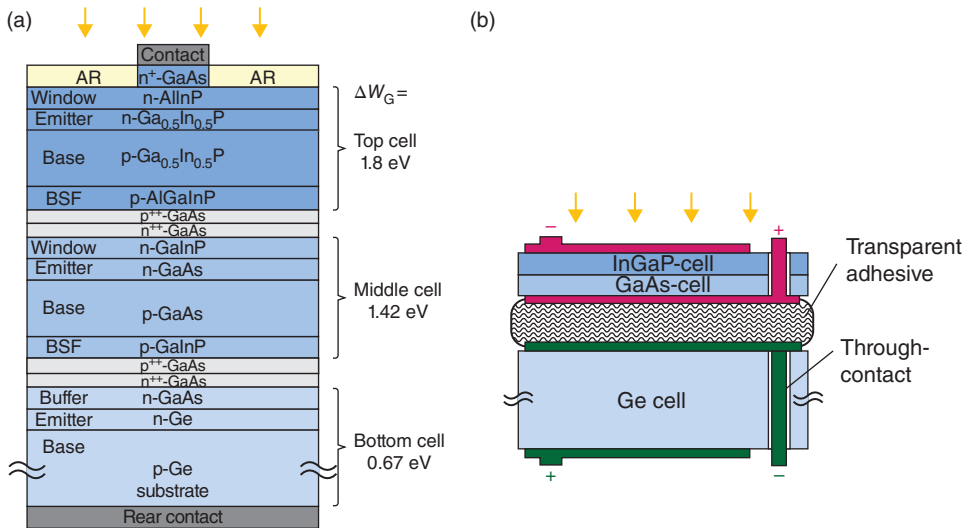 (a)
Contact
AR n⁺-GaAs AR
Window n-AlInP
Emitter n-Ga₀.₅In₀.₅P
Base p-Ga₀.₅In₀.₅P
BSF p-AlGaInP
p⁺⁺-GaAs
n⁺⁺-GaAs
Window n-GaInP
Emitter n-GaAs
Base p-GaAs
BSF p-GaInP
p⁺⁺-GaAs
n⁺⁺-GaAs
Buffer n-GaAs
Emitter n-Ge
Base
p-Ge
substrate
Rear contact
ΔW_G =
Top cell
1.8 eV
Middle cell
1.42 eV
Bottom cell
0.67 eV
(b)
− +
InGaP-cell
GaAs-cell
Transparent
adhesive
Through-
contact
Ge cell
+ −